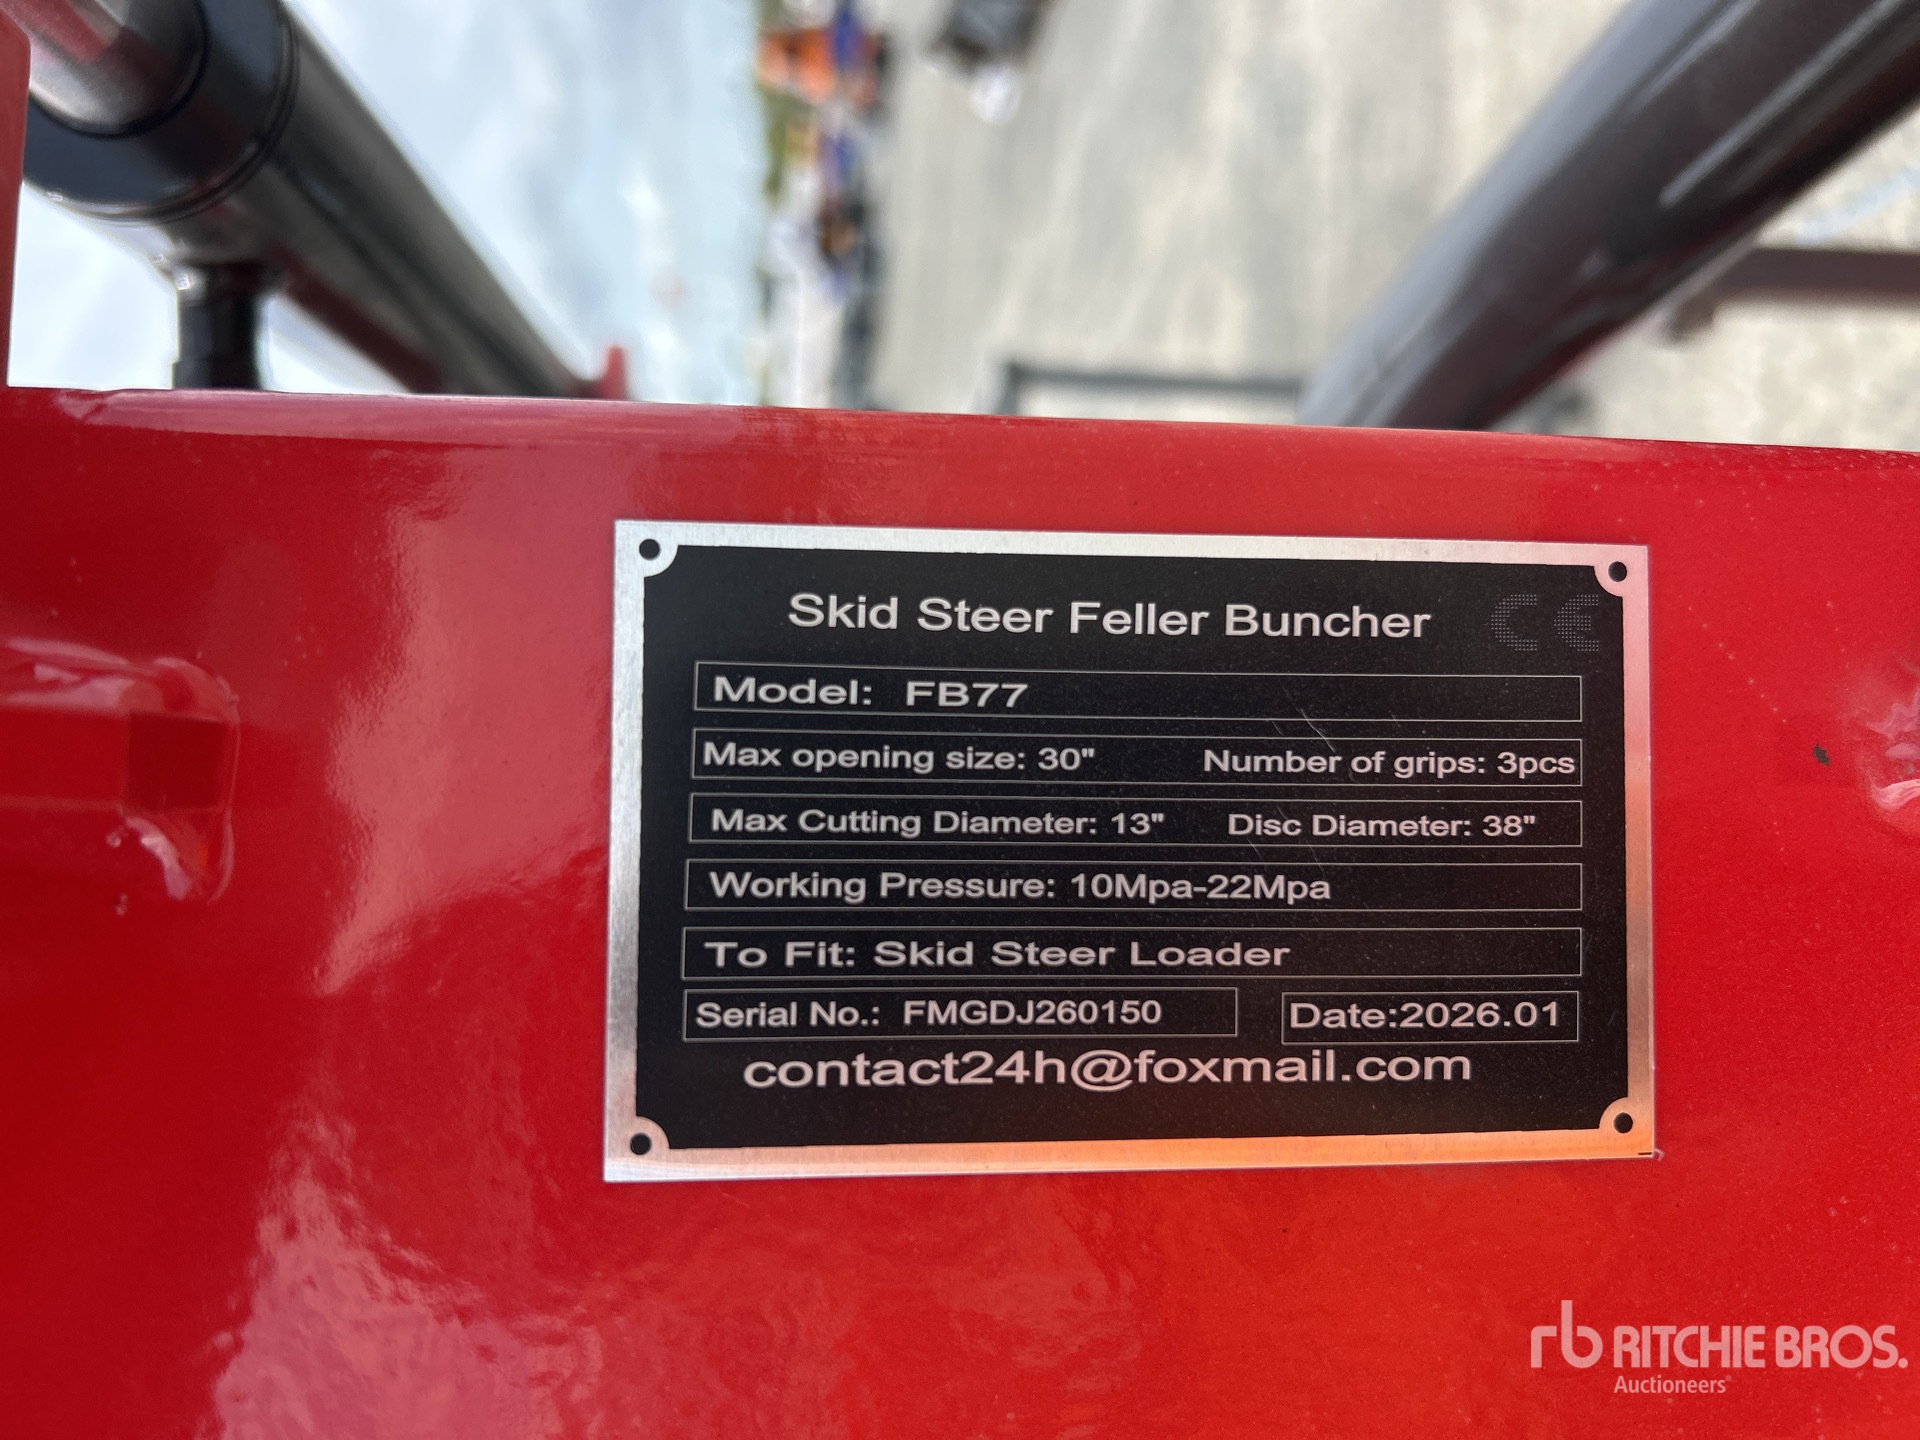 Skid Steer Feller Buncher CE
Model: FB77
Max opening size: 30" Number of grips: 3pcs
Max Cutting Diameter: 13" Disc Diameter: 38"
Working Pressure: 10Mpa-22Mpa
To Fit: Skid Steer Loader
Serial No.: FMGDJ260150 Date:2026.01
contact24h@foxmail.com
rb RITCHIE BROS.
Auctioneers